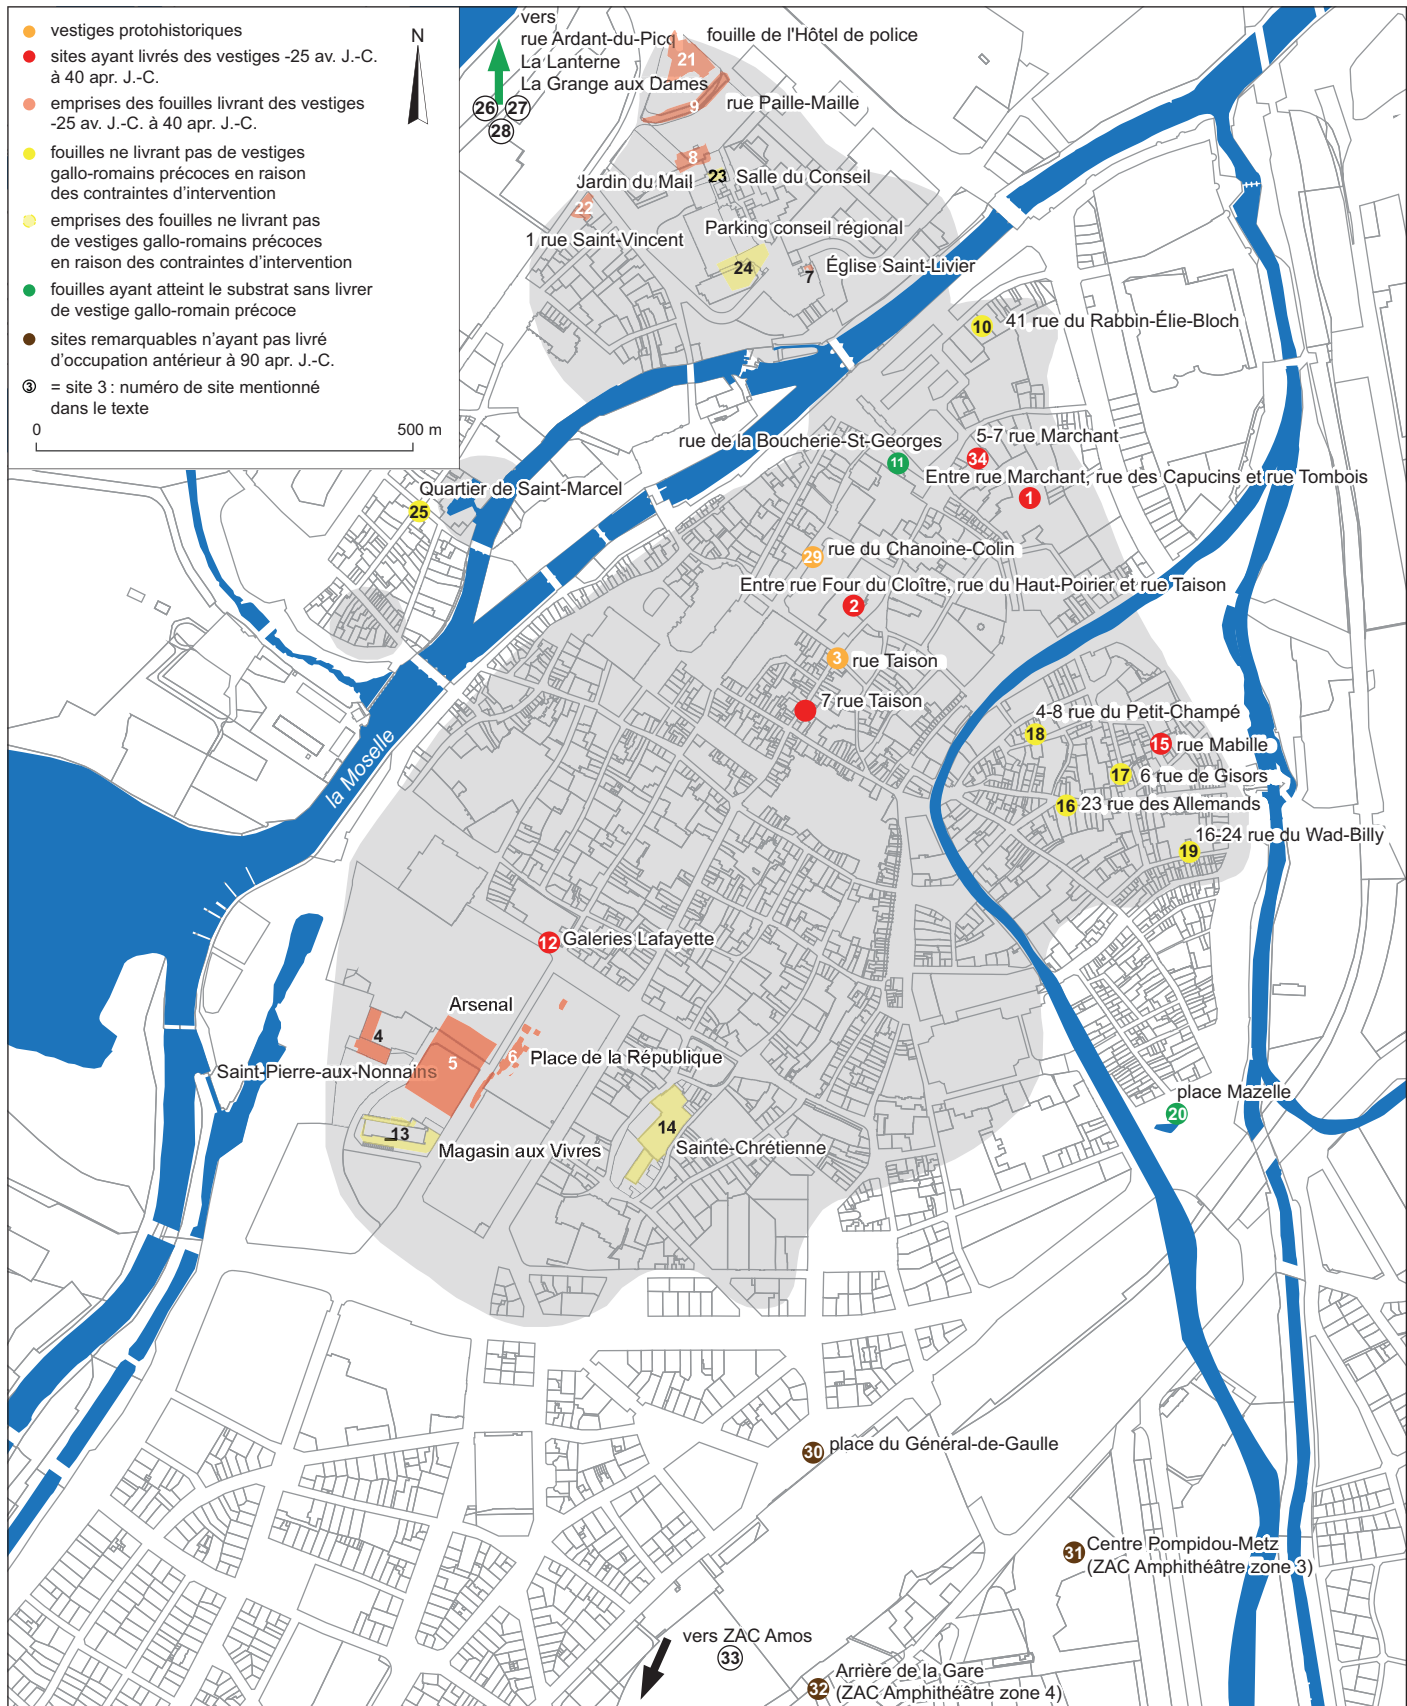 vestiges protohistoriques
sites ayant livrés des vestiges -25 av. J.-C.
à 40 apr. J.-C.
emprises des fouilles livrant des vestiges
-25 av. J.-C. à 40 apr. J.-C.
fouilles ne livrant pas de vestiges
gallo-romains précoces en raison
des contraintes d’intervention
emprises des fouilles ne livrant pas
de vestiges gallo-romains précoces
en raison des contraintes d’intervention
fouilles ayant atteint le substrat sans livrer
de vestige gallo-romain précoce
sites remarquables n’ayant pas livré
d’occupation antérieur à 90 apr. J.-C.
3 = site 3 : numéro de site mentionné
dans le texte
0 500 m
N
vers
rue Ardant-du-Picq
La Lanterne
La Grange aux Dames
26 27
28
fouille de l'Hôtel de police
21
9 rue Paille-Maille
8
Jardin du Mail
23 Salle du Conseil
22
1 rue Saint-Vincent
Parking conseil régional
24
7 Église Saint-Livier
10 41 rue du Rabbin-Élie-Bloch
rue de la Boucherie-St-Georges
11
5-7 rue Marchant
34
Entre rue Marchant, rue des Capucins et rue Tombois
1
Quartier de Saint-Marcel
25
29 rue du Chanoine-Colin
Entre rue Four du Cloître, rue du Haut-Poirier et rue Taison
2
3 rue Taison
7 rue Taison
la Moselle
4-8 rue du Petit-Champé
18
15 rue Mabille
17 6 rue de Gisors
16 23 rue des Allemands
16-24 rue du Wad-Billy
19
12 Galeries Lafayette
Arsenal
4
5
6 Place de la République
Saint-Pierre-aux-Nonnains
13
Magasin aux Vivres
14
Sainte-Chrétienne
place Mazelle
20
30 place du Général-de-Gaulle
31 Centre Pompidou-Metz
(ZAC Amphithéâtre zone 3)
vers ZAC Amos
33
32 Arrière de la Gare
(ZAC Amphithéâtre zone 4)